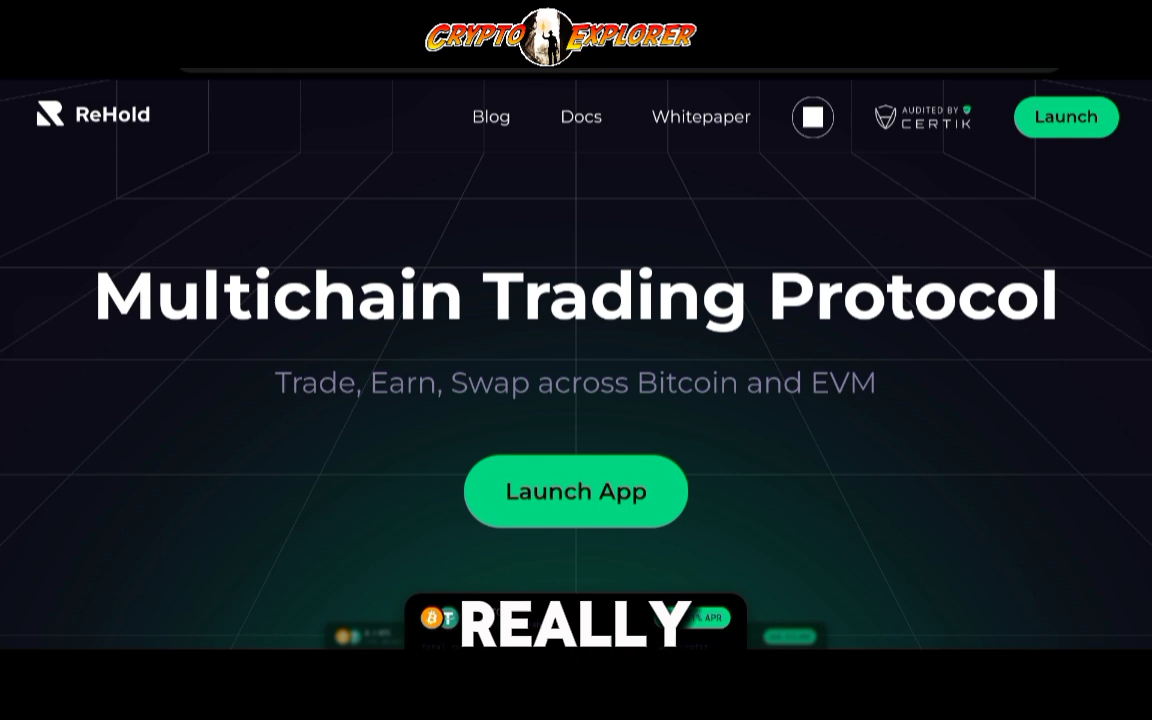 CRYPTO EXPLORER
ReHold
Blog
Docs
Whitepaper
AUDITED BY
CERTIK
Launch
Multichain Trading Protocol
Trade, Earn, Swap across Bitcoin and EVM
Launch App
REALLY
% APR